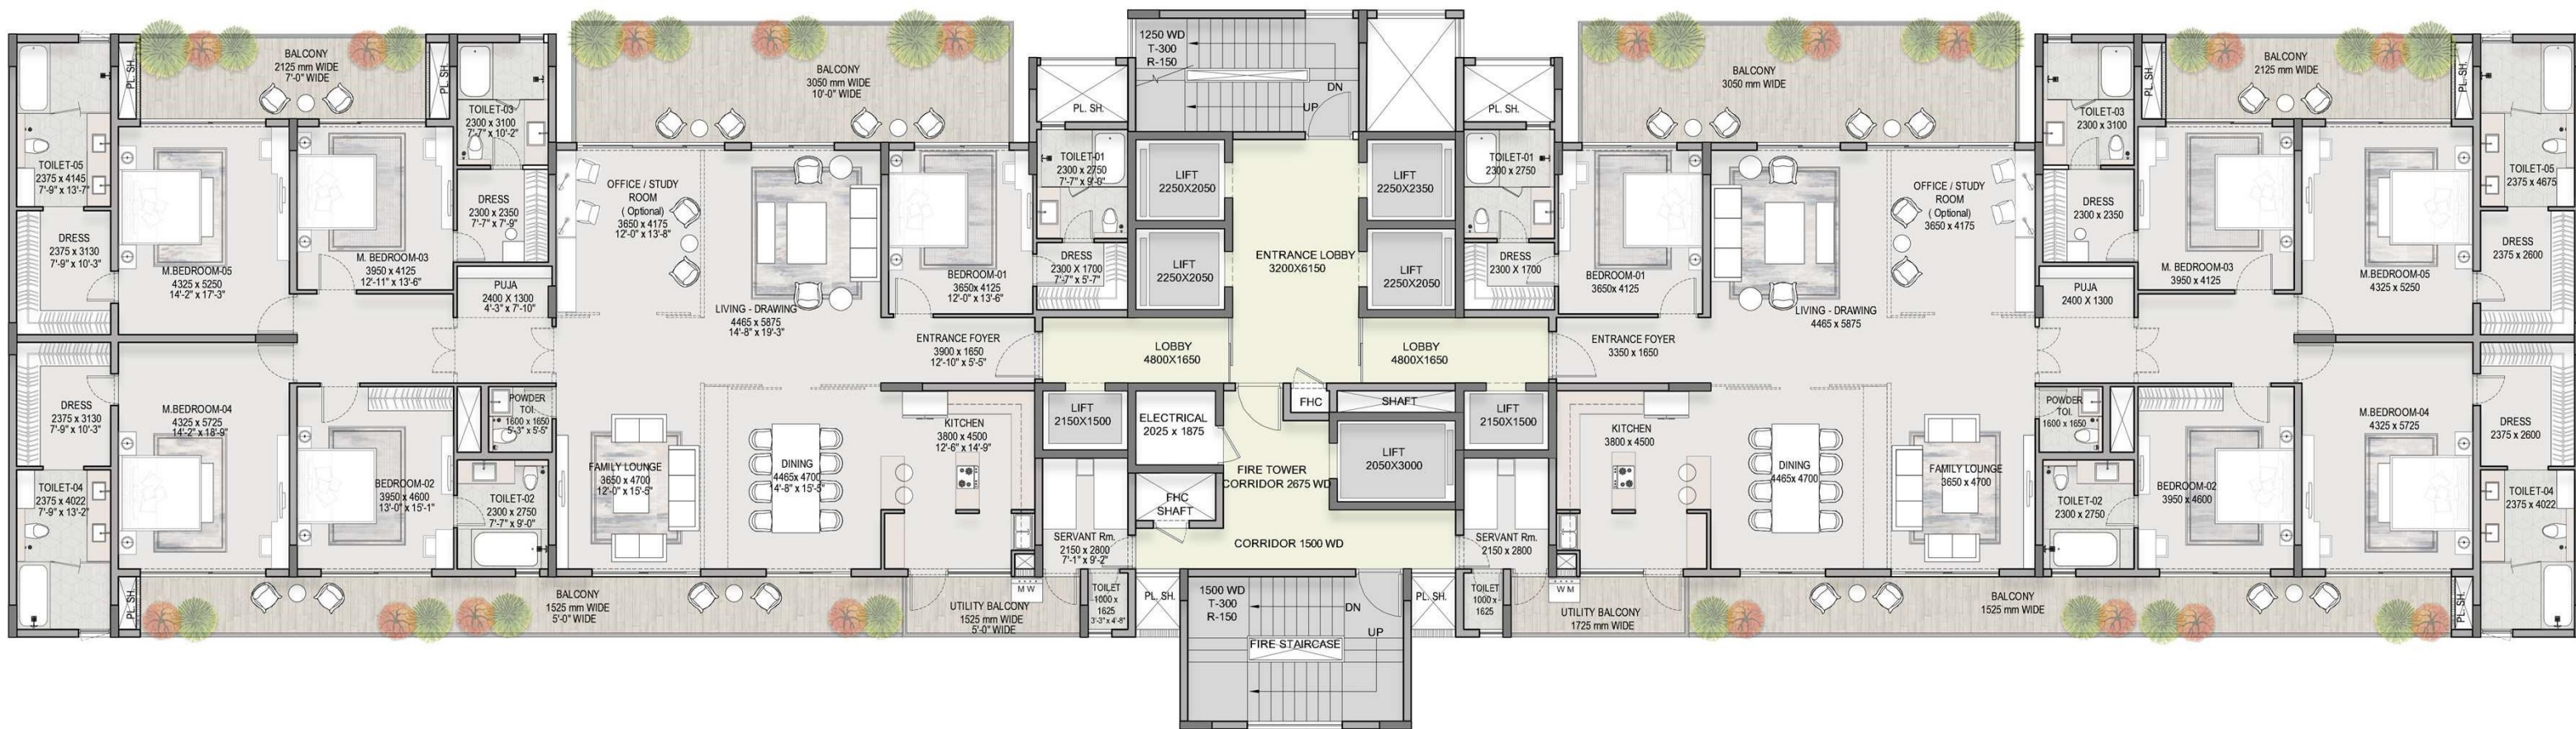 BALCONY
2125 mm WIDE
7'-0" WIDE
PL. SH.
PL. SH.
TOILET-05
2375 x 4145
7'-9" x 13'-7"
DRESS
2375 x 3130
7'-9" x 10'-3"
M.BEDROOM-05
4325 x 5250
14'-2" x 17'-3"
M. BEDROOM-03
3950 x 4125
12'-11" x 13'-6"
TOILET-03
2300 x 3100
7'-7" x 10'-2"
DRESS
2300 x 2350
7'-7" x 7'-9"
PUJA
2400 X 1300
4'-3" x 7'-10"
BALCONY
3050 mm WIDE
10'-0" WIDE
OFFICE / STUDY
ROOM
( Optional)
3650 x 4175
12'-0" x 13'-8"
LIVING - DRAWING
4465 x 5875
14'-8" x 19'-3"
BEDROOM-01
3650x 4125
12'-0" x 13'-6"
PL. SH.
TOILET-01
2300 x 2750
7'-7" x 9'-0"
DRESS
2300 X 1700
7'-7" x 5'-7"
ENTRANCE FOYER
3900 x 1650
12'-10" x 5'-5"
DRESS
2375 x 3130
7'-9" x 10'-3"
TOILET-04
2375 x 4022
7'-9" x 13'-2"
M.BEDROOM-04
4325 x 5725
14'-2" x 18'-9"
BEDROOM-02
3950 x 4600
13'-0" x 15'-1"
POWDER
TOI.
1600 x 1650
5'-3" x 5'-5"
TOILET-02
2300 x 2750
7'-7" x 9'-0"
FAMILY LOUNGE
3650 x 4700
12'-0" x 15'-5"
DINING
4465x 4700
14'-8" x 15'-5"
KITCHEN
3800 x 4500
12'-6" x 14'-9"
PL. SH.
BALCONY
1525 mm WIDE
5'-0" WIDE
UTILITY BALCONY
1525 mm WIDE
5'-0" WIDE
M W
SERVANT Rm.
2150 x 2800
7'-1" x 9'-2"
TOILET
1000 x
1625
3'-3" x 4'-8"
PL. SH.
1250 WD
T-300
R-150
DN
UP
LIFT
2250X2050
LIFT
2250X2350
LIFT
2250X2050
LIFT
2250X2050
ENTRANCE LOBBY
3200X6150
LOBBY
4800X1650
LOBBY
4800X1650
LIFT
2150X1500
ELECTRICAL
2025 x 1875
FHC
SHAFT
LIFT
2050X3000
LIFT
2150X1500
FIRE TOWER
CORRIDOR 2675 WD
FHC
SHAFT
CORRIDOR 1500 WD
1500 WD
T-300
R-150
DN
UP
FIRE STAIRCASE
PL. SH.
PL. SH.
TOILET-01
2300 x 2750
DRESS
2300 X 1700
BEDROOM-01
3650x 4125
ENTRANCE FOYER
3350 x 1650
BALCONY
3050 mm WIDE
LIVING - DRAWING
4465 x 5875
OFFICE / STUDY
ROOM
( Optional)
3650 x 4175
TOILET-03
2300 x 3100
DRESS
2300 x 2350
PUJA
2400 X 1300
PL. SH.
BALCONY
2125 mm WIDE
PL. SH.
M. BEDROOM-03
3950 x 4125
M.BEDROOM-05
4325 x 5250
TOILET-05
2375 x 4675
DRESS
2375 x 2600
KITCHEN
3800 x 4500
DINING
4465x 4700
FAMILY LOUNGE
3650 x 4700
POWDER
TOI.
1600 x 1650
TOILET-02
2300 x 2750
BEDROOM-02
3950 x 4600
M.BEDROOM-04
4325 x 5725
DRESS
2375 x 2600
TOILET-04
2375 x 4022
SERVANT Rm.
2150 x 2800
TOILET
1000 x
1625
W M
UTILITY BALCONY
1725 mm WIDE
BALCONY
1525 mm WIDE
PL. SH.